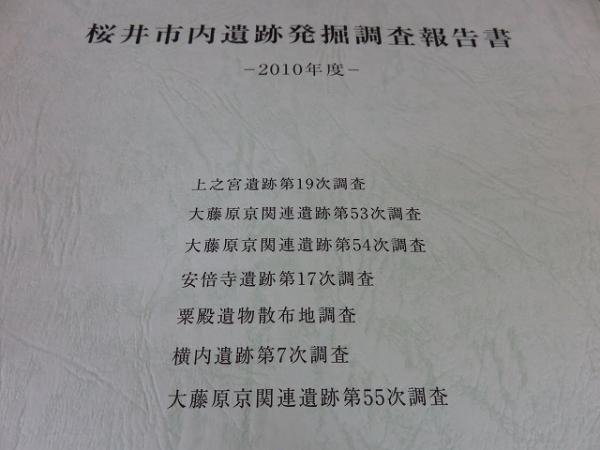 桜井市内遺跡発掘調査報告書
-2010年度-
上之宮遺跡第19次調査
大藤原京関連遺跡第53次調査
大藤原京関連遺跡第54次調査
安倍寺遺跡第17次調査
粟殿遺物散布地調査
横内遺跡第7次調査
大藤原京関連遺跡第55次調査